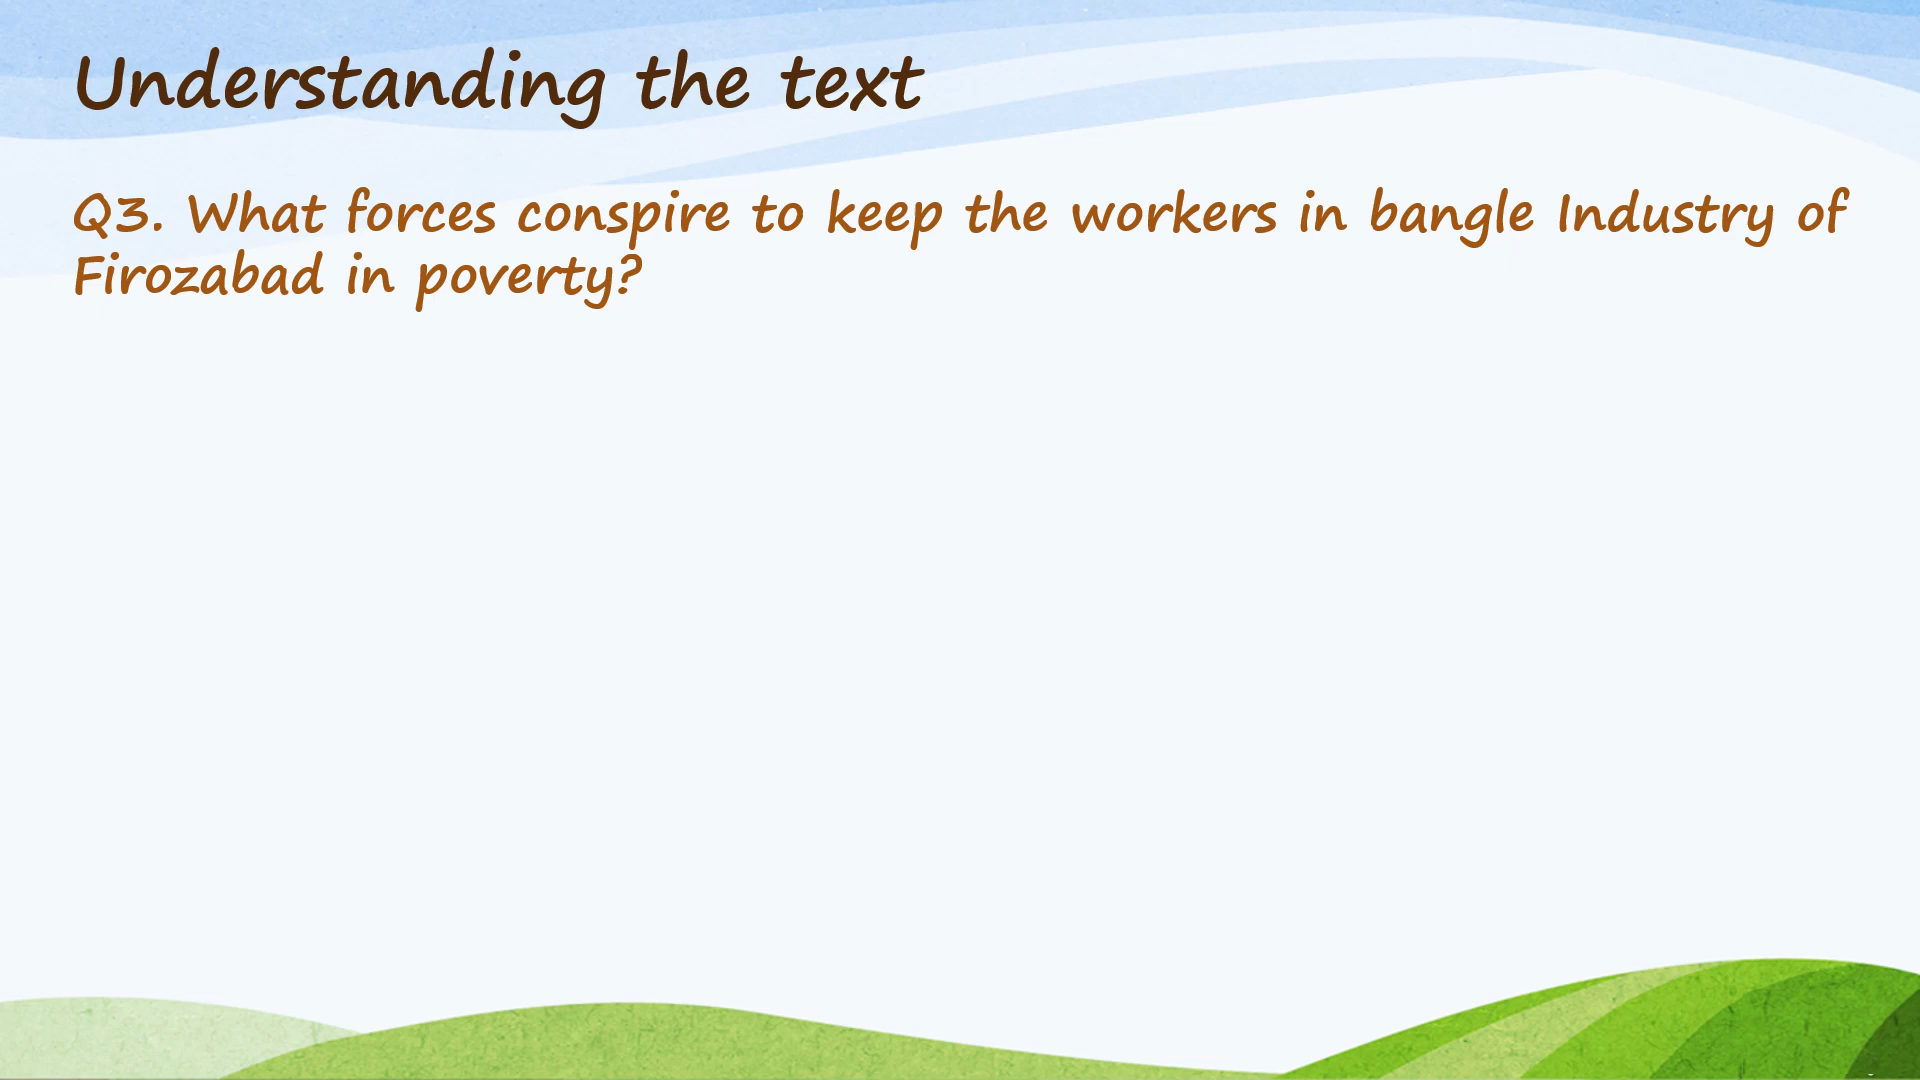 Understanding the text
Q3. What forces conspire to keep the workers in bangle Industry of
Firozabad in poverty?